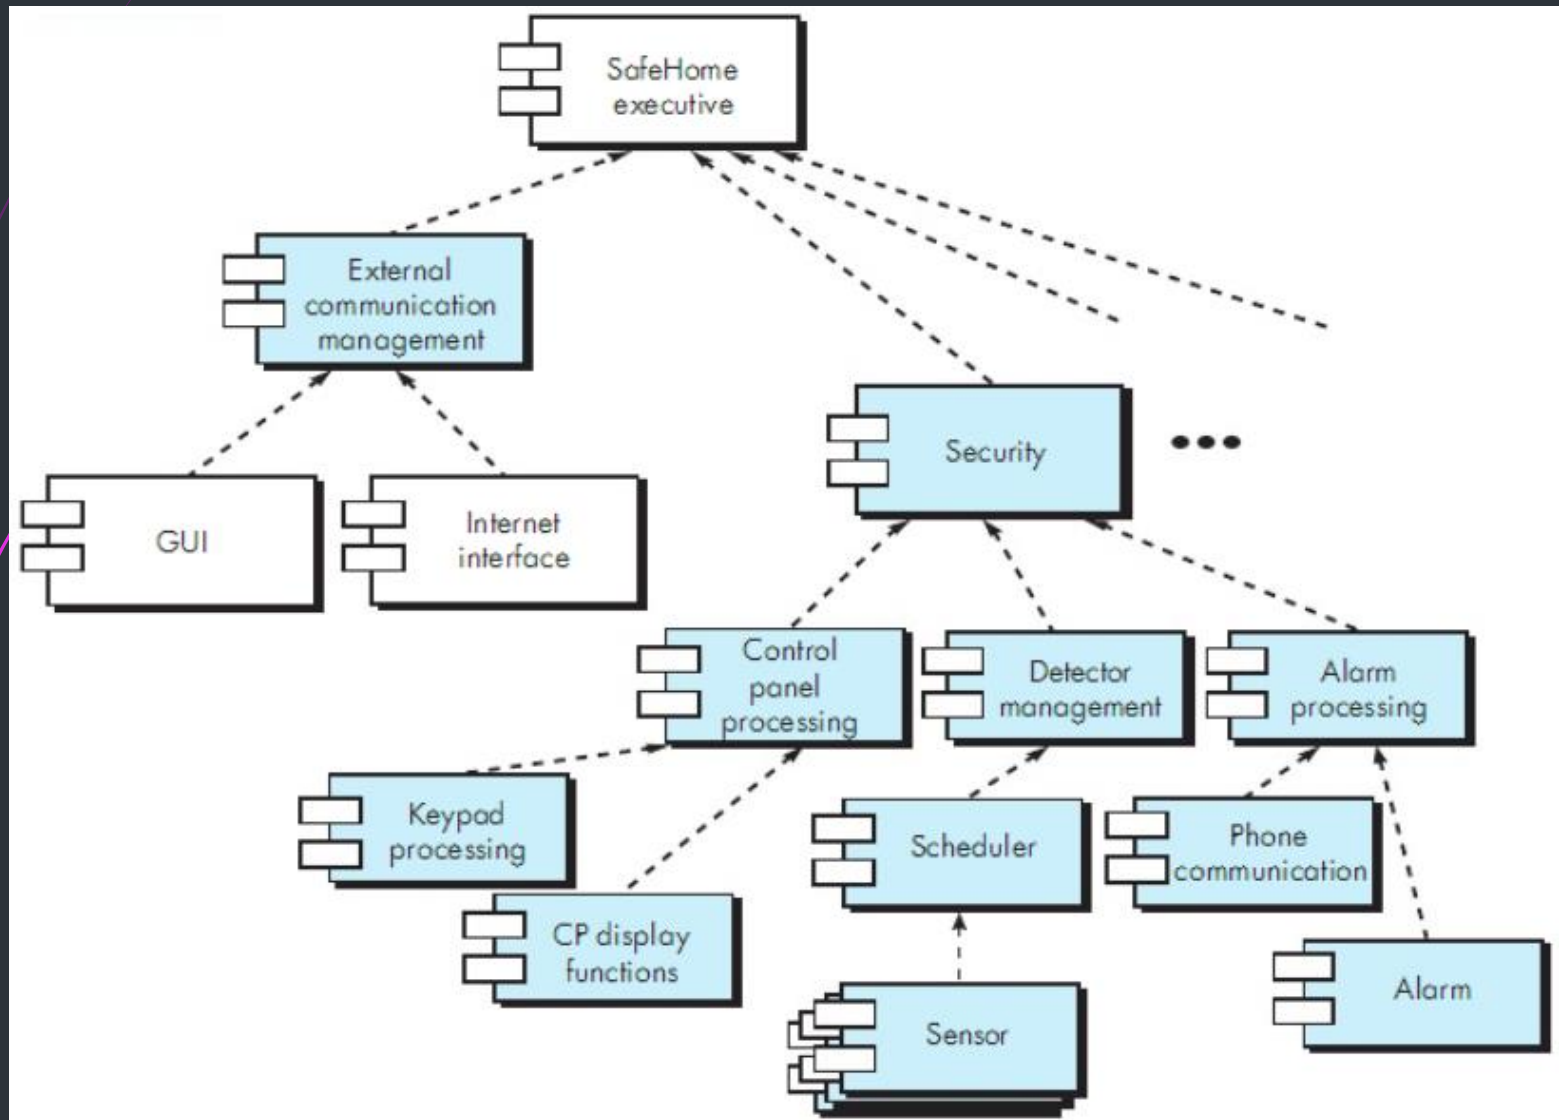 SafeHome
executive
External
communication
management
Security
GUI
Internet
interface
Control
panel
processing
Detector
management
Alarm
processing
Keypad
processing
Scheduler
Phone
communication
CP display
functions
Sensor
Alarm